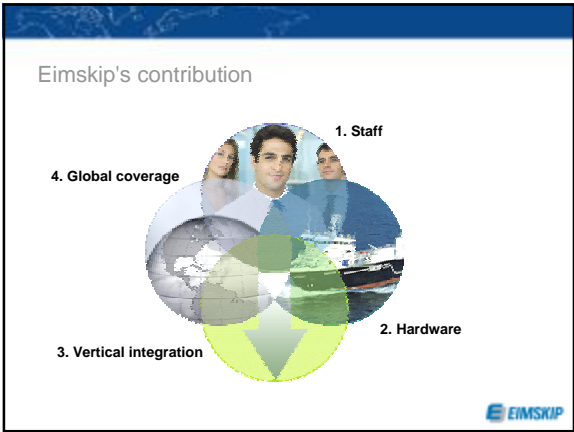 Eimskip's contribution
1. Staff
4. Global coverage
2. Hardware
3. Vertical integration
EIMSKIP